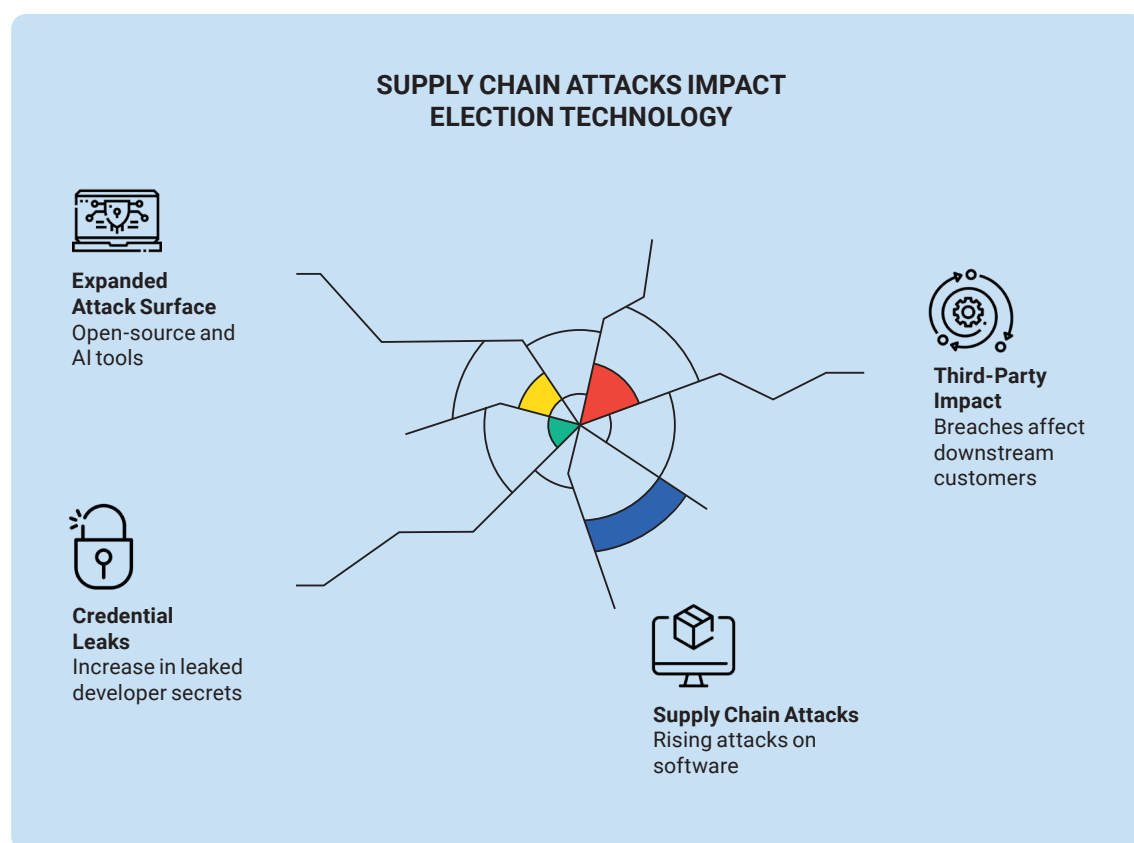 SUPPLY CHAIN ATTACKS IMPACT
ELECTION TECHNOLOGY
Expanded
Attack Surface
Open-source and
AI tools
Third-Party
Impact
Breaches affect
downstream
customers
Credential
Leaks
Increase in leaked
developer secrets
Supply Chain Attacks
Rising attacks on
software